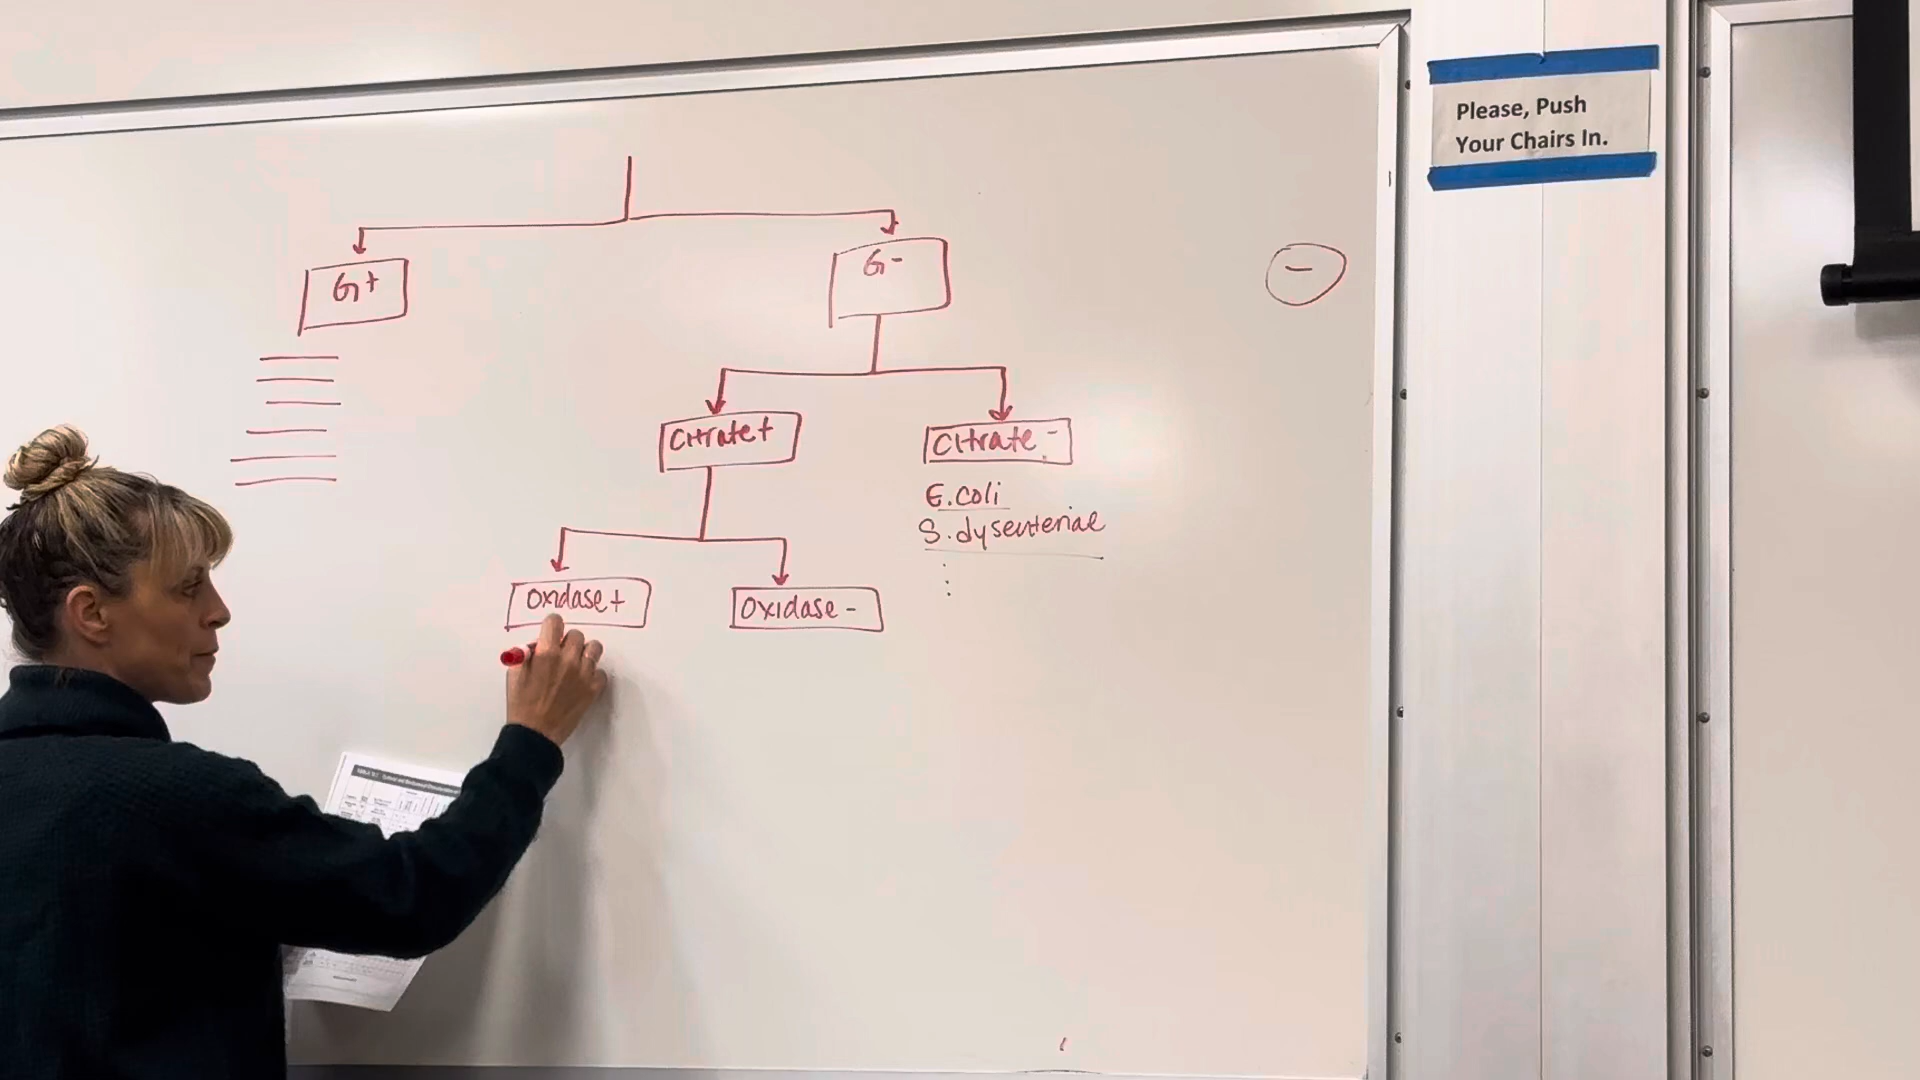 Please, Push
Your Chairs In.
G+
G-
-
Citrate+
Citrate-
E.coli
S.dysenteriae
Oxidase+
Oxidase-